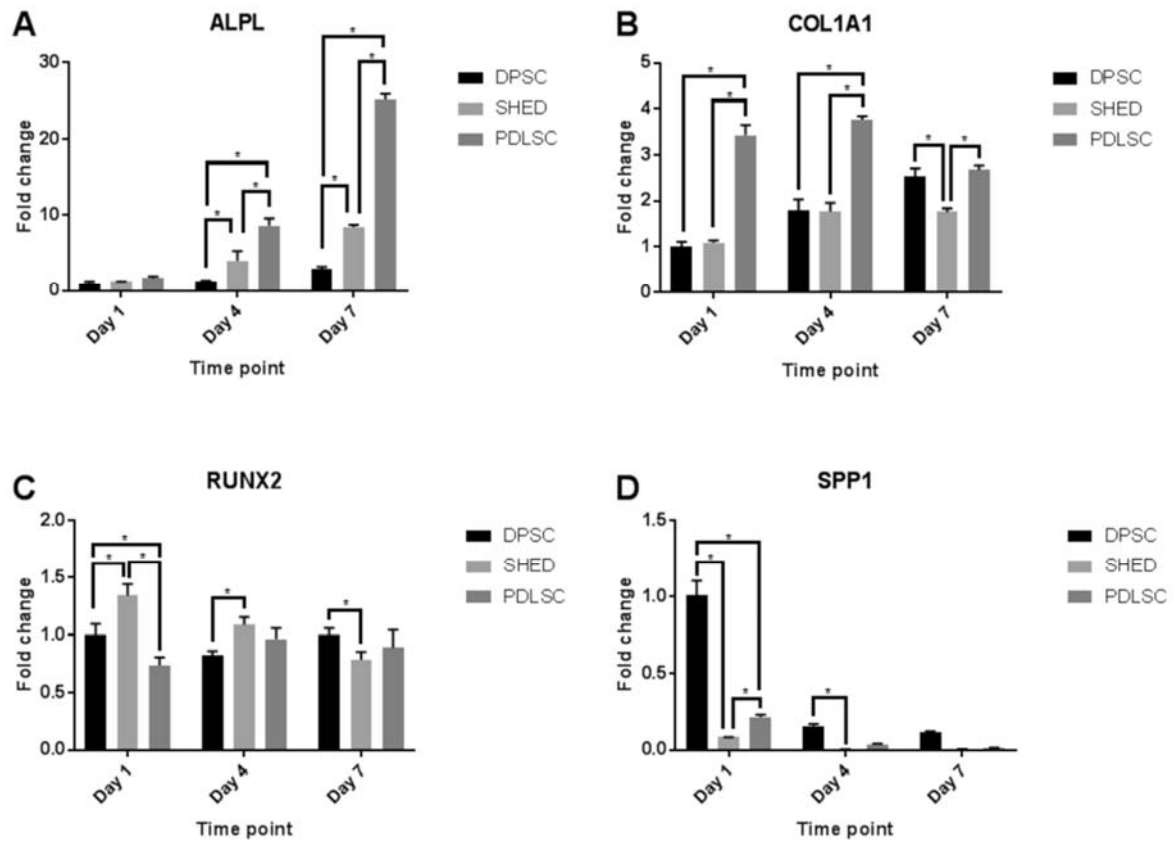 A
ALPL
30
20
10
0
Fold change
* * * * * *
* *
Day 1
Day 4
Day 7
Time point
DPSC
SHED
PDLSC
B
COL1A1
5
4
3
2
1
0
Fold change
* * * * * *
Day 1
Day 4
Day 7
Time point
DPSC
SHED
PDLSC
C
RUNX2
2.0
1.5
1.0
0.5
0.0
Fold change
* * * * *
Day 1
Day 4
Day 7
Time point
DPSC
SHED
PDLSC
D
SPP1
1.5
1.0
0.5
0.0
Fold change
* * * *
Day 1
Day 4
Day 7
Time point
DPSC
SHED
PDLSC